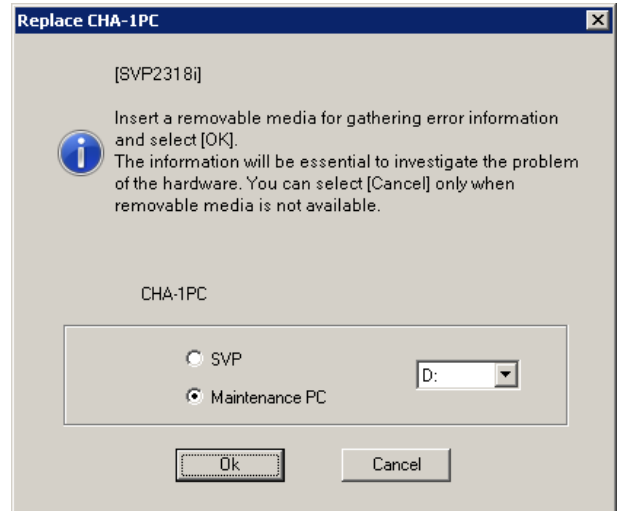 Replace CHA-1PC
[SVP2318i]
Insert a removable media for gathering error information
and select [OK].
The information will be essential to investigate the problem
of the hardware. You can select [Cancel] only when
removable media is not available.
CHA-1PC
SVP
D:
Maintenance PC
Ok
Cancel